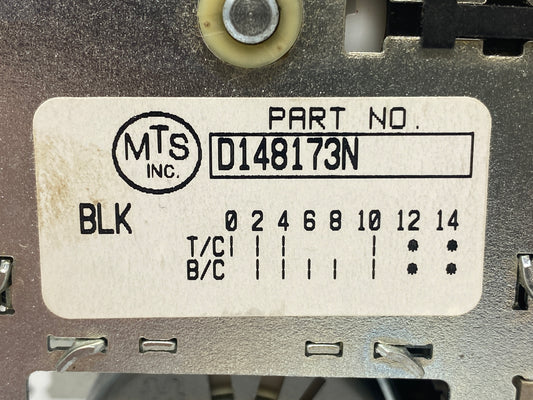 PART NO.
MTS INC. D148173N
BLK 0 2 4 6 8 10 12 14
T/C | | | | * *
B/C | | | | | * *